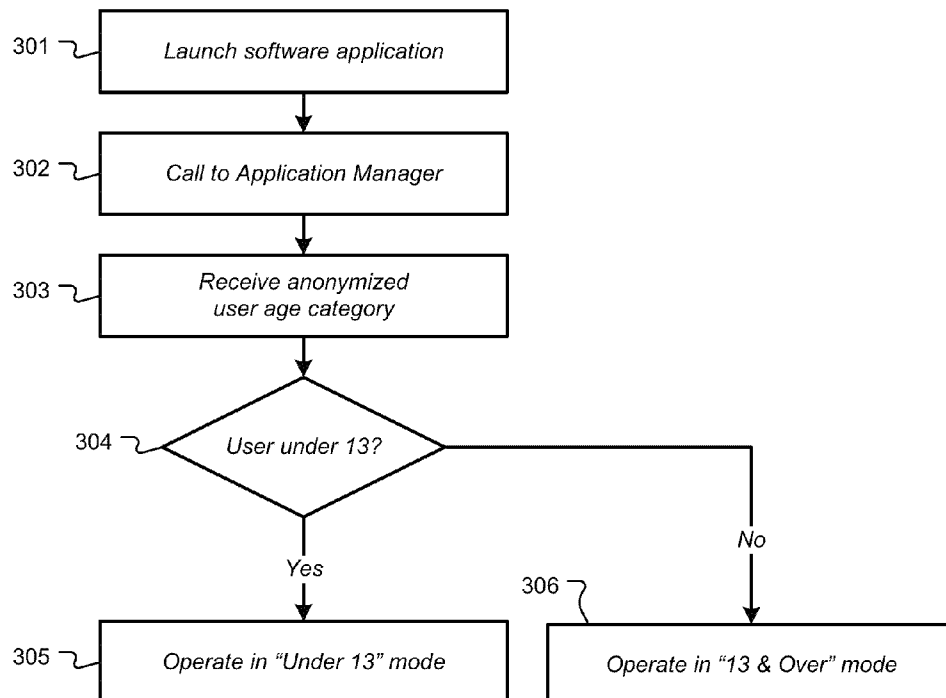 301
Launch software application
302
Call to Application Manager
303
Receive anonymized
user age category
304
User under 13?
Yes
No
305
Operate in “Under 13” mode
306
Operate in “13 & Over” mode